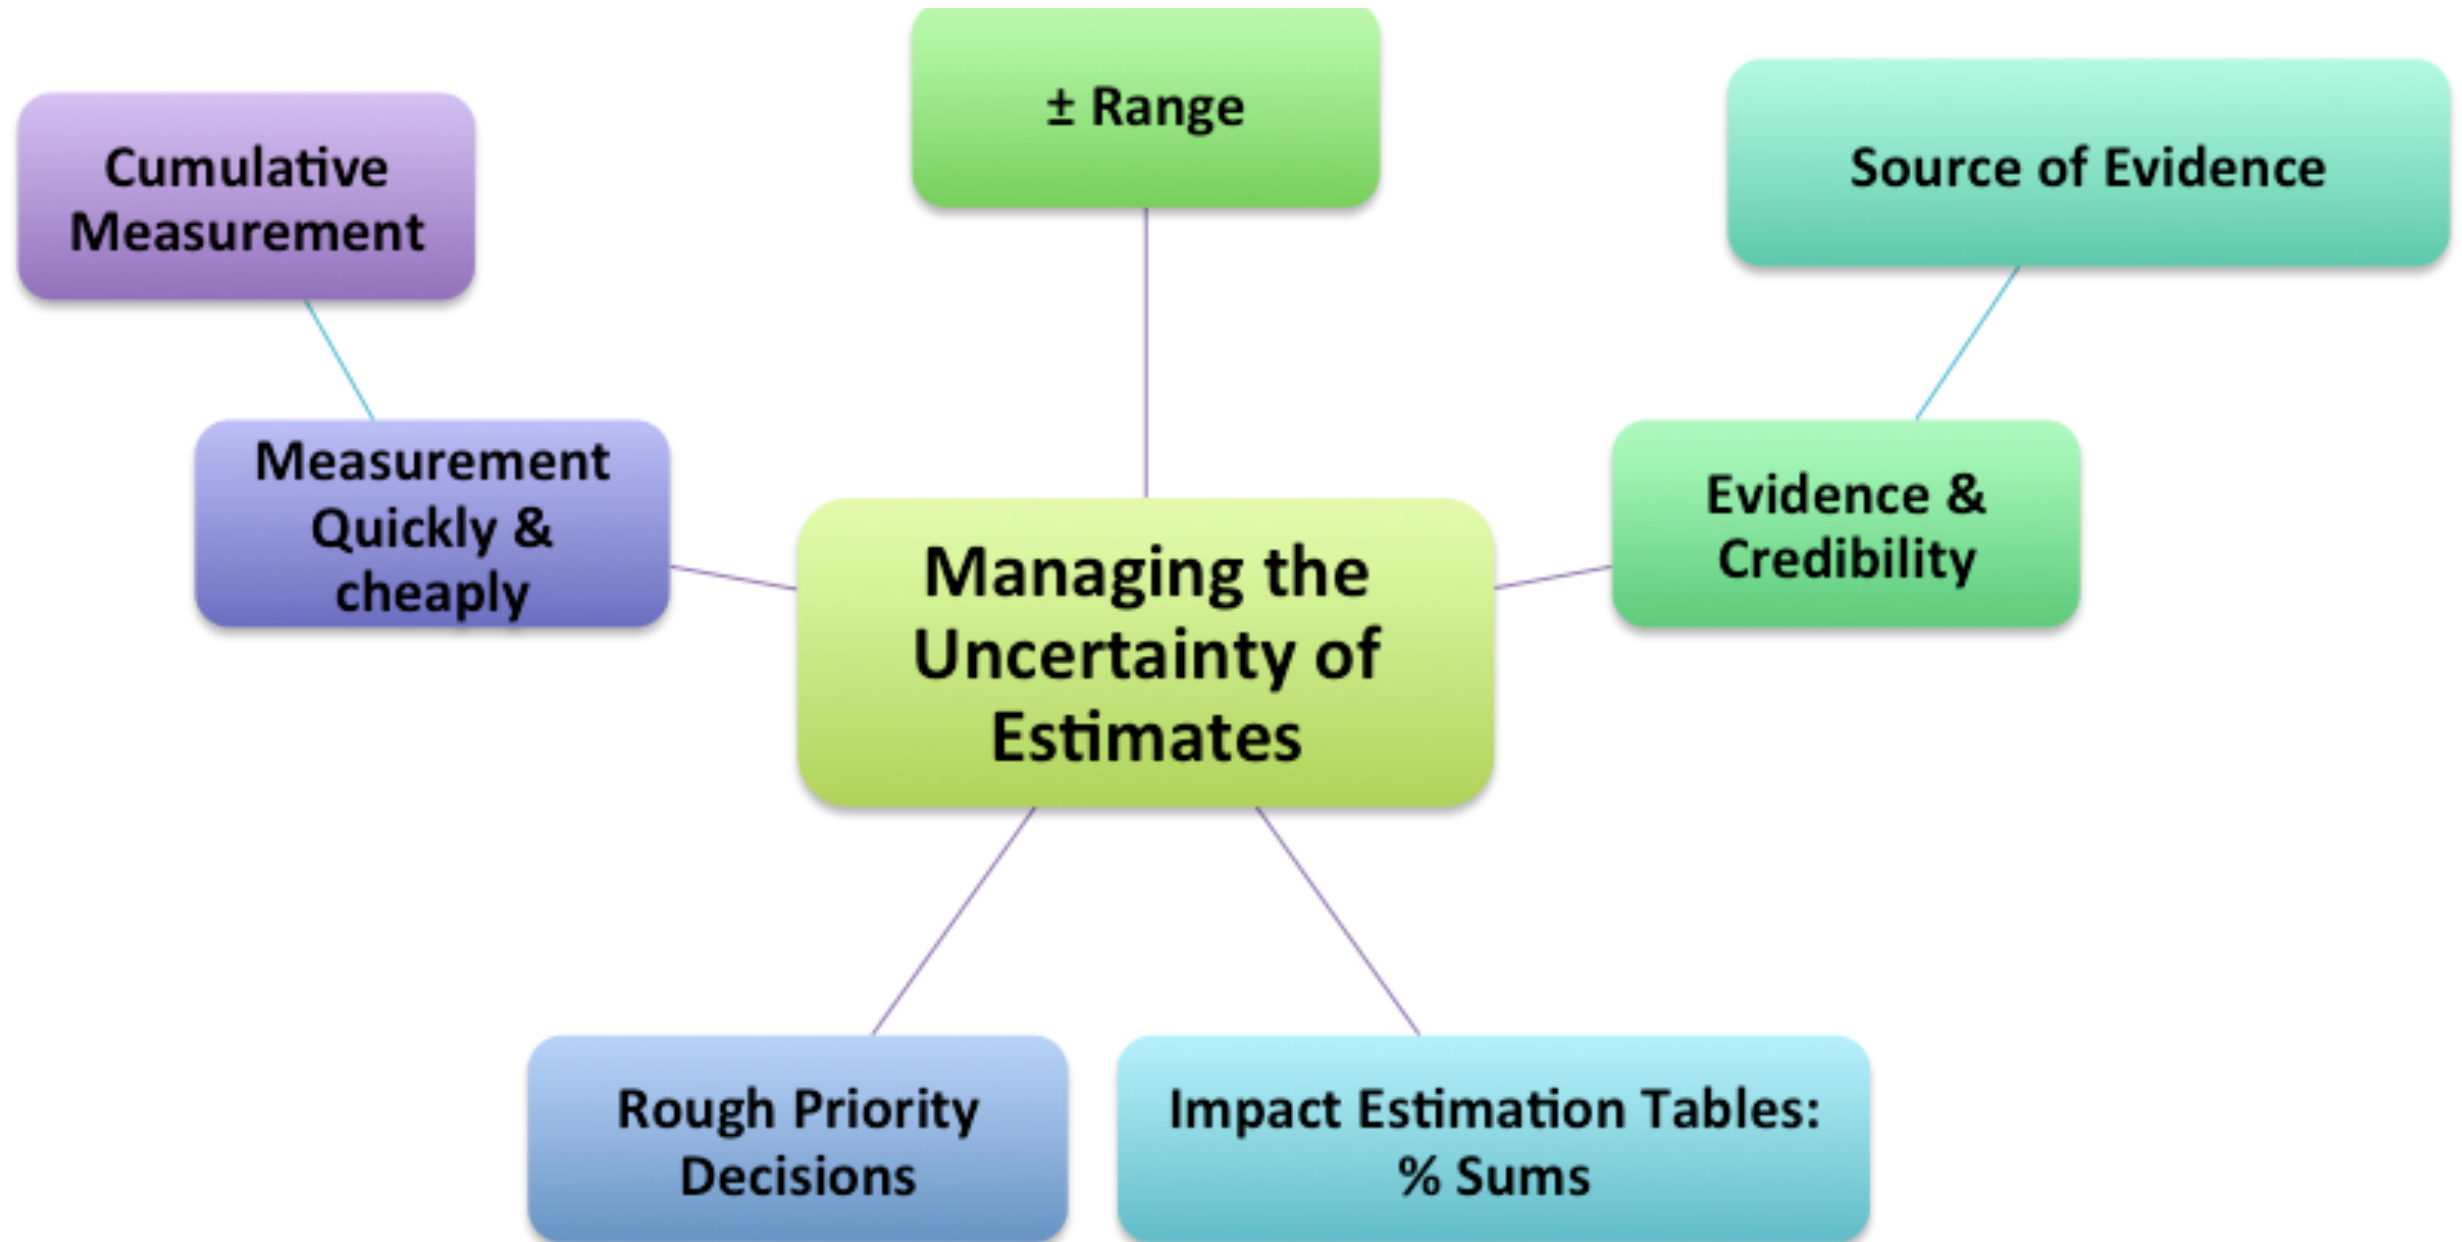 ± Range
Cumulative
Measurement
Source of Evidence
Measurement
Quickly &
cheaply
Evidence &
Credibility
Managing the
Uncertainty of
Estimates
Rough Priority
Decisions
Impact Estimation Tables:
% Sums